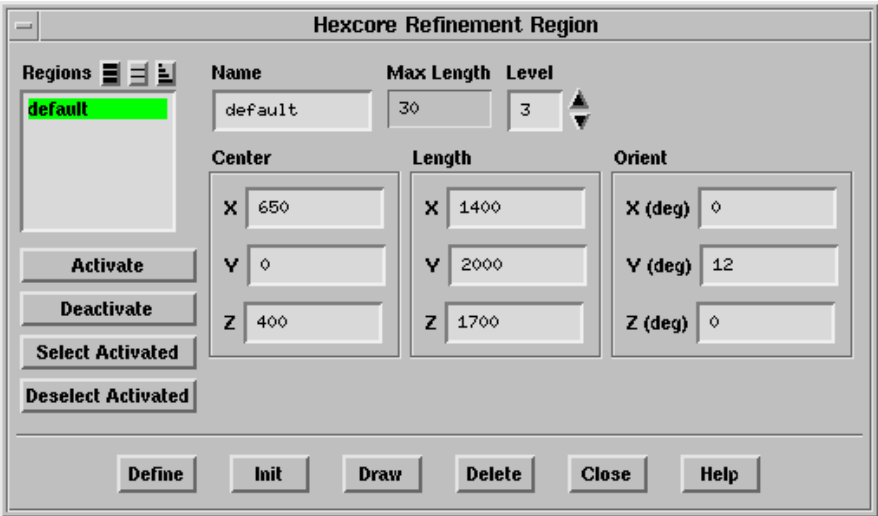 Hexcore Refinement Region
Regions Name Max Length Level
default default 30 3
Center Length Orient
X 650 X 1400 X (deg) 0
Activate Y 0 Y 2000 Y (deg) 12
Deactivate
Z 400 Z 1700 Z (deg) 0
Select Activated
Deselect Activated
Define Init Draw Delete Close Help